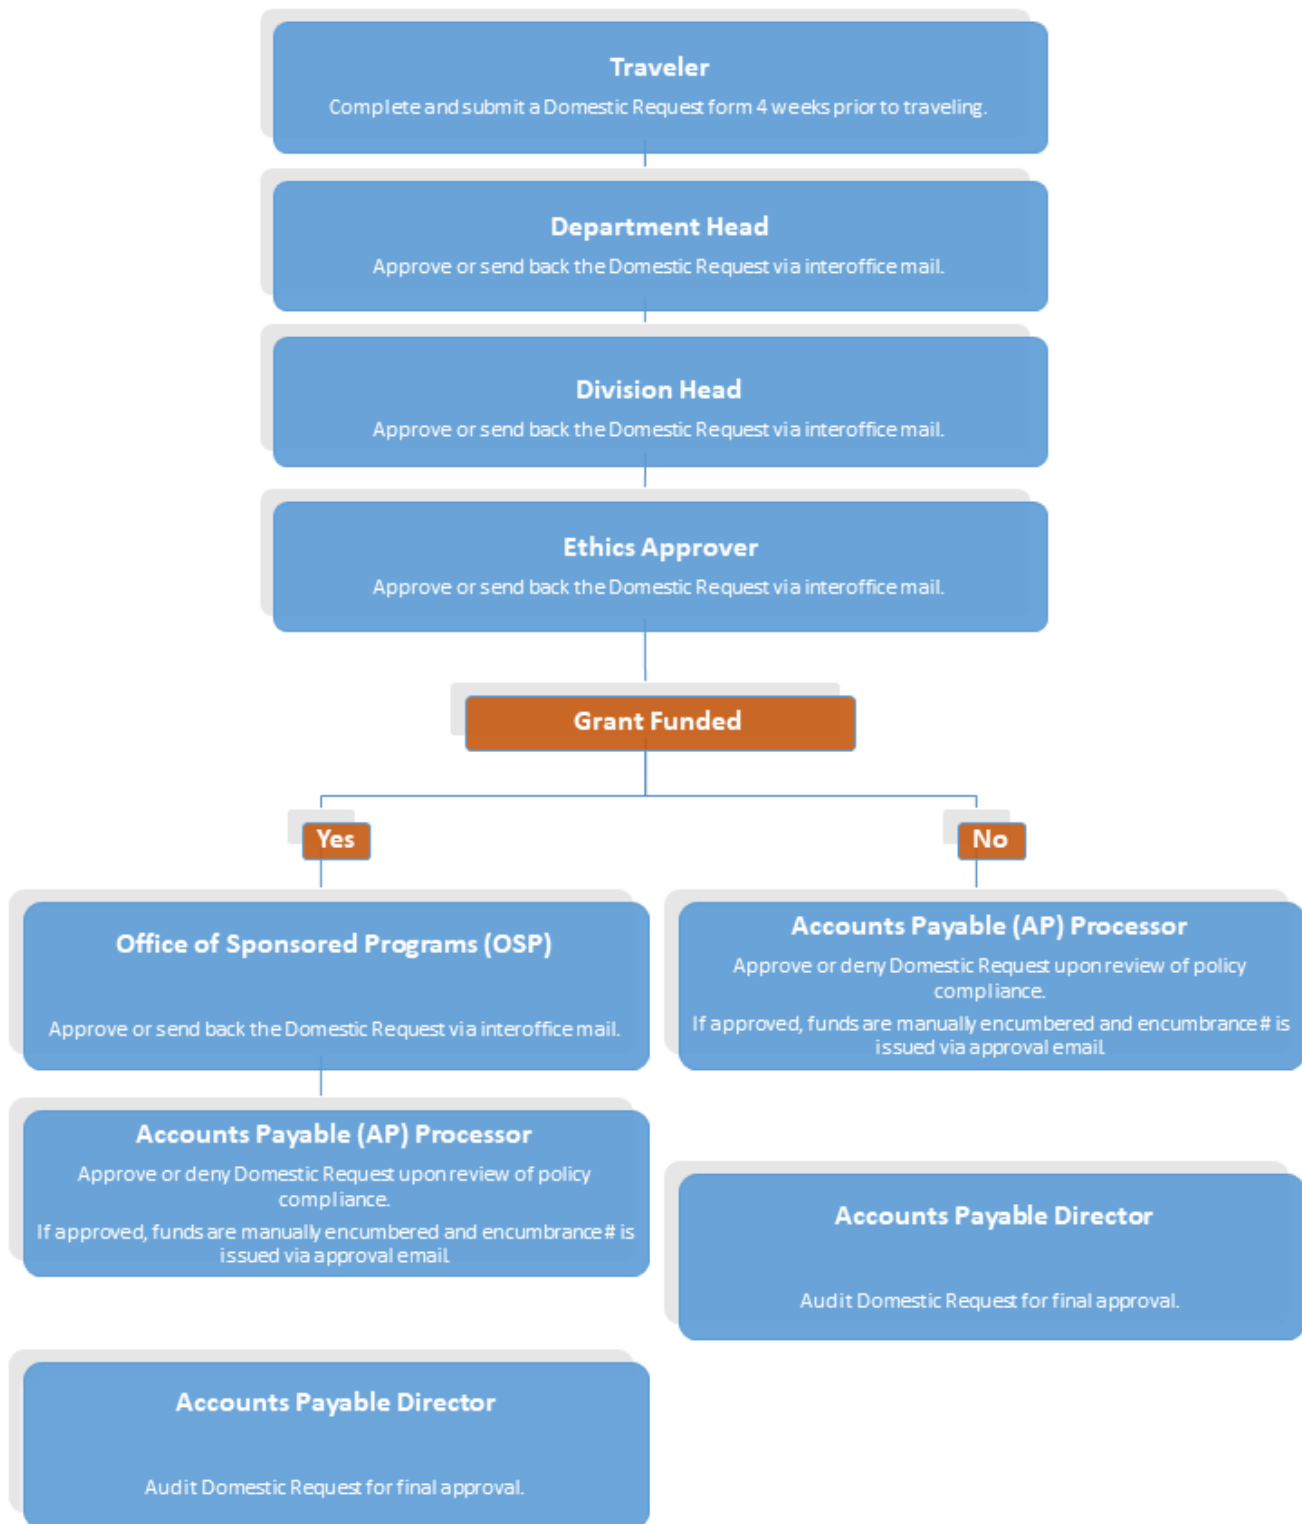 Traveler
Complete and submit a Domestic Request form 4 weeks prior to traveling.
Department Head
Approve or send back the Domestic Request via interoffice mail.
Division Head
Approve or send back the Domestic Request via interoffice mail.
Ethics Approver
Approve or send back the Domestic Request via interoffice mail.
Grant Funded
Yes
No
Office of Sponsored Programs (OSP)
Approve or send back the Domestic Request via interoffice mail.
Accounts Payable (AP) Processor
Approve or deny Domestic Request upon review of policy
compliance.
If approved, funds are manually encumbered and encumbrance # is
issued via approval email.
Accounts Payable Director
Audit Domestic Request for final approval.
Accounts Payable (AP) Processor
Approve or deny Domestic Request upon review of policy
compliance.
If approved, funds are manually encumbered and encumbrance # is
issued via approval email.
Accounts Payable Director
Audit Domestic Request for final approval.